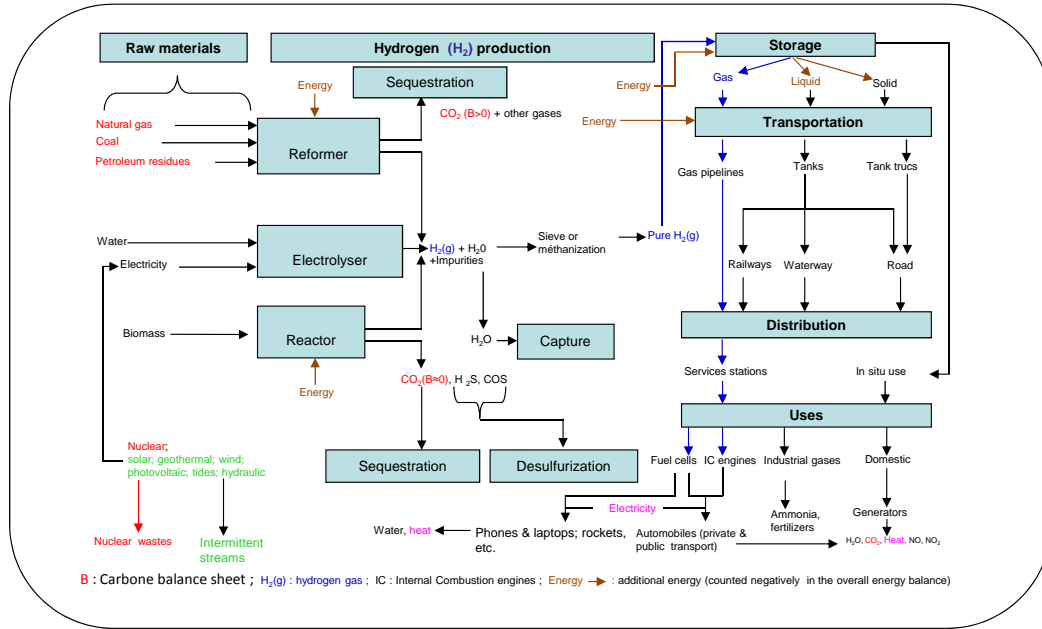 Raw materials
Hydrogen (H2) production
Storage
Sequestration
Energy
CO2 (B>0) + other gases
Natural gas
Coal
Petroleum residues
Reformer
Energy
Gas
Liquid
Solid
Energy
Transportation
Gas pipelines
Tanks
Tank trucs
Water
Electricity
Electrolyser
H2(g) + H20
+Impurities
Sieve or
méthanization
Pure H2(g)
Railways
Waterway
Road
Biomass
Reactor
H2O
Capture
Distribution
Energy
CO2(B≈0), H 2S, COS
Services stations
In situ use
Uses
Nuclear;
solar; geothermal; wind;
photovoltaic; tides; hydraulic
Sequestration
Desulfurization
Fuel cells
IC engines
Industrial gases
Domestic
Electricity
Nuclear wastes
Intermittent
streams
Water, heat
Phones & laptops; rockets,
etc.
Automobiles (private &
public transport)
Ammonia,
fertilizers
Generators
H2O, CO2, Heat, NO, NO2
B : Carbone balance sheet ; H2(g) : hydrogen gas ; IC : Internal Combustion engines ; Energy : additional energy (counted negatively in the overall energy balance)